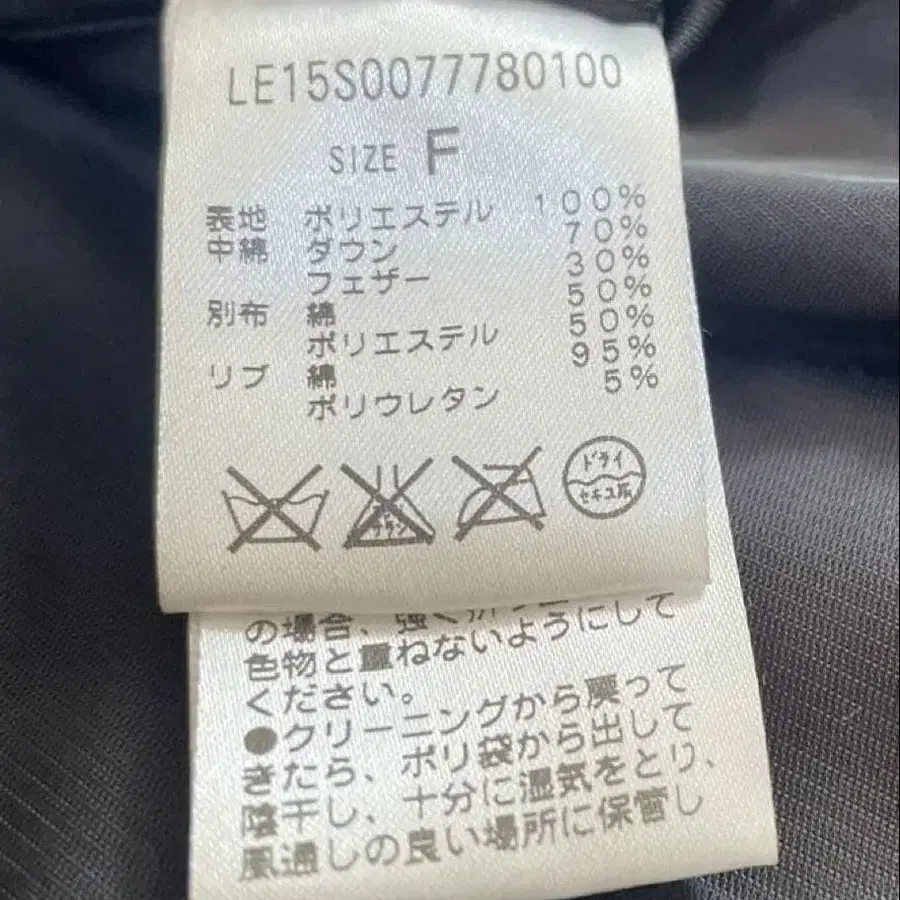 LE15S0077780100
SIZE F
表地 ポリエステル 100%
中綿 ダウン 70%
フェザー 30%
別布 綿 50%
ポリエステル 50%
リブ 綿 95%
ポリウレタン 5%
ドライ
セキユ系
の場合、強く
色物と重ねないようにして
ください。
●クリーニングから戻って
きたら、ポリ袋から出して
陰干し、十分に湿気をとり、
風通しの良い場所に保管し